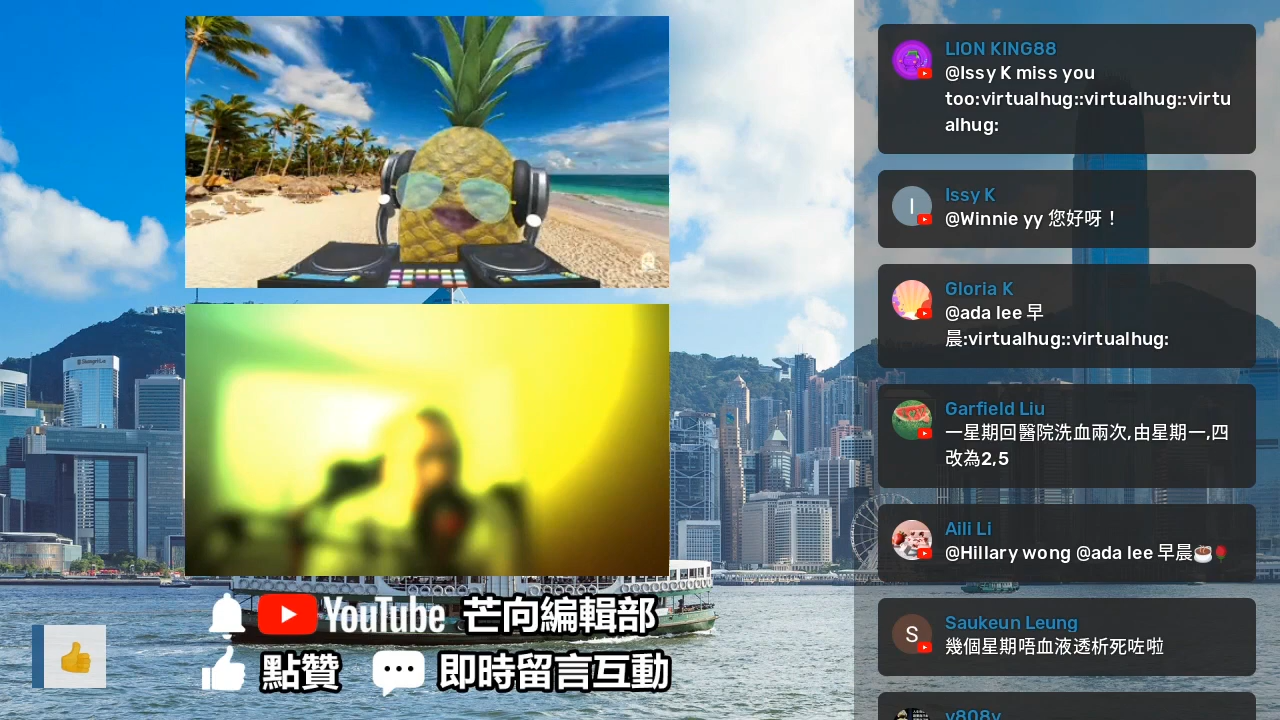 LION KING88
@Issy K miss you
too:virtualhug::virtualhug::virtu
alhug:
Issy K
I
@Winnie yy 您好呀！
Gloria K
@ada lee 早
晨:virtualhug::virtualhug:
Garfield Liu
一星期回醫院洗血兩次,由星期一,四
改為2,5
Aili Li
@Hillary wong @ada lee 早晨☕🌹
Saukeun Leung
S
幾個星期唔血液透析死咗啦
y808y
YouTube 芒向編輯部
點贊 即時留言互動